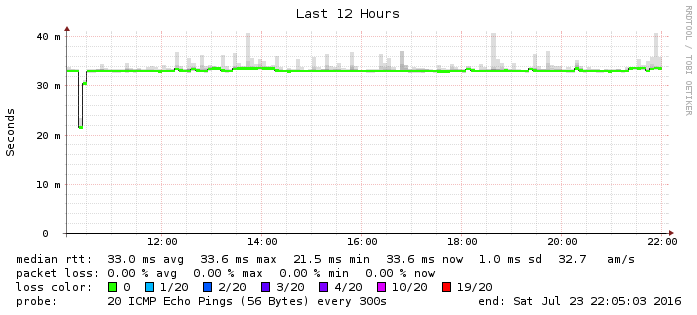 Last 12 Hours
RRDTOOL / TOBI OETIKER
Seconds
40 m
30 m
20 m
10 m
0
12:00 14:00 16:00 18:00 20:00 22:00
median rtt: 33.0 ms avg 33.6 ms max 21.5 ms min 33.6 ms now 1.0 ms sd 32.7 am/s
packet loss: 0.00 % avg 0.00 % max 0.00 % min 0.00 % now
loss color: 0 1/20 2/20 3/20 4/20 10/20 19/20
probe: 20 ICMP Echo Pings (56 Bytes) every 300s end: Sat Jul 23 22:05:03 2016